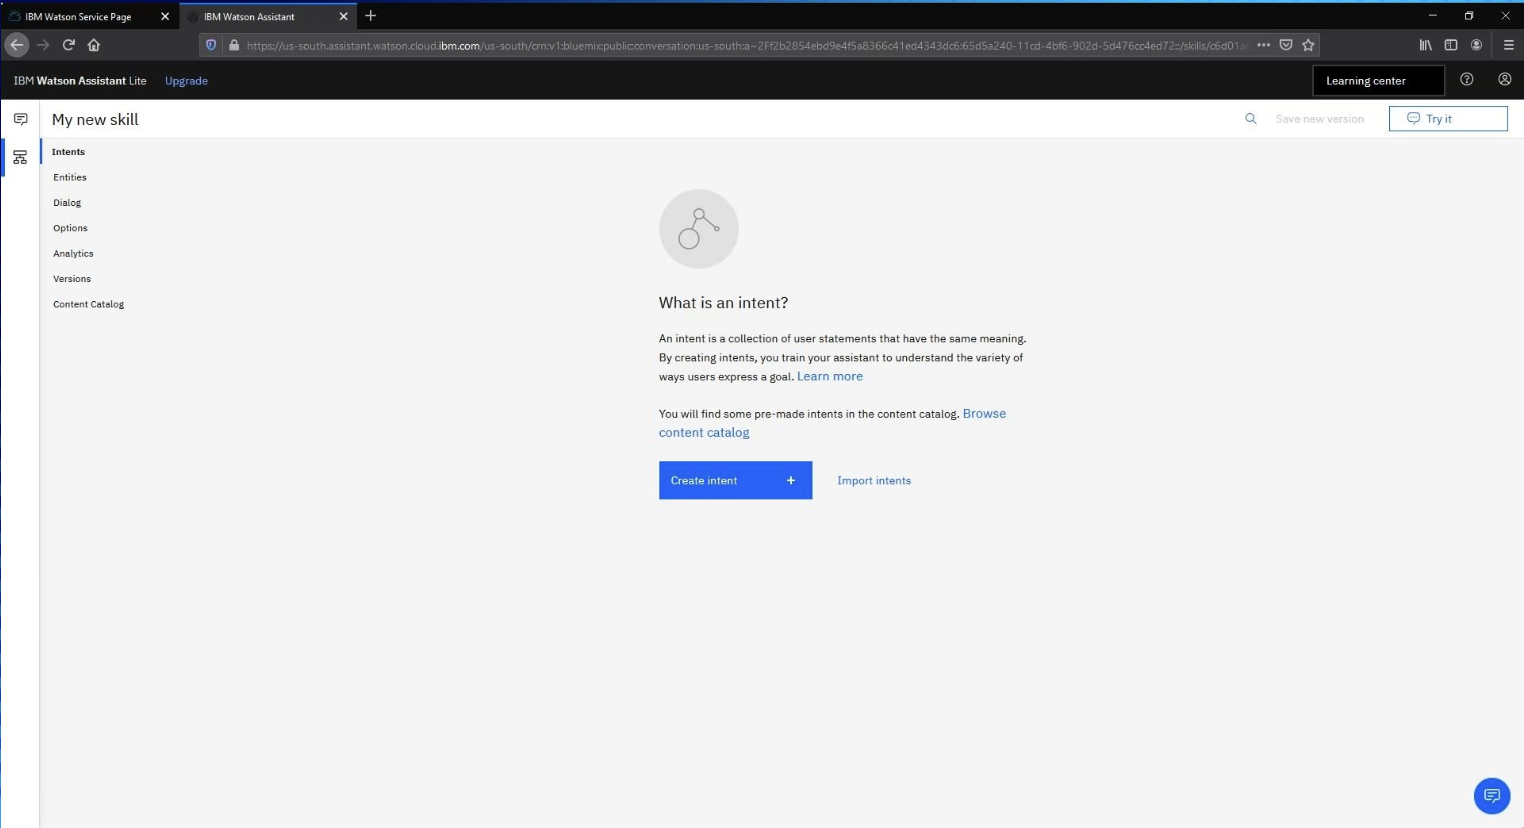 IBM Watson Service Page
IBM Watson Assistant
https://us-south.assistant.watson.cloud.ibm.com/us-south/crn:v1:bluemix:public:conversation:us-south:a~2Ff2b2854ebd9e4f5a8366c41ed4343dc6:65d5a240-11cd-4bf6-902d-5d476cc4ed72::/skills/c6d01a
IBM Watson Assistant Lite
Upgrade
Learning center
My new skill
Save new version
Try it
Intents
Entities
Dialog
Options
Analytics
Versions
Content Catalog
What is an intent?
An intent is a collection of user statements that have the same meaning.
By creating intents, you train your assistant to understand the variety of
ways users express a goal. Learn more
You will find some pre-made intents in the content catalog. Browse
content catalog
Create intent +
Import intents